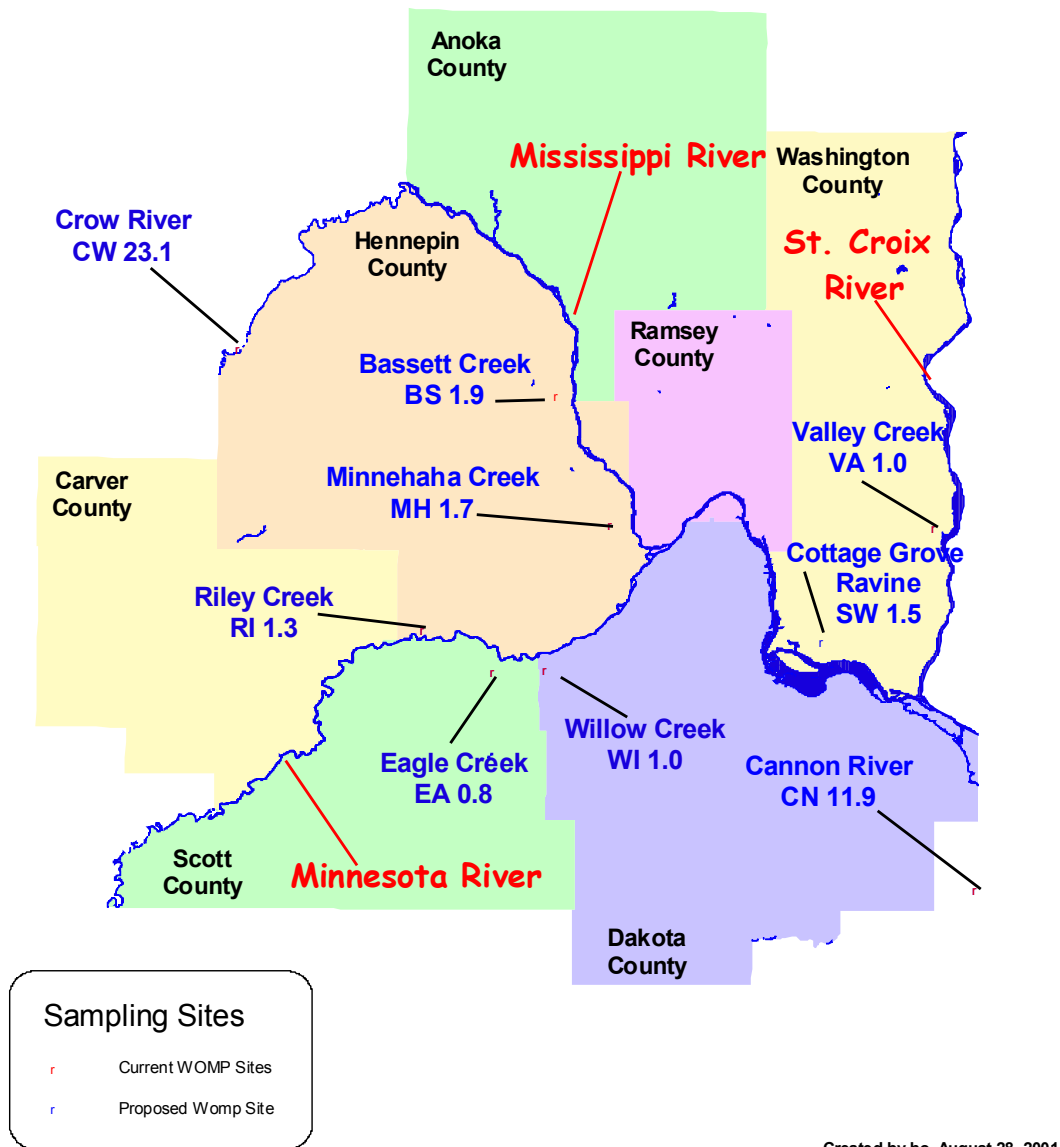 Anoka
County
Mississippi River
Washington
County
Crow River
CW 23.1
Hennepin
County
St. Croix
River
Ramsey
County
Bassett Creek
BS 1.9
Valley Creek
VA 1.0
Carver
County
Minnehaha Creek
MH 1.7
Cottage Grove
Ravine
SW 1.5
Riley Creek
RI 1.3
Willow Creek
WI 1.0
Eagle Creek
EA 0.8
Cannon River
CN 11.9
Scott
County
Minnesota River
Dakota
County
Sampling Sites
r Current WOMP Sites
r Proposed Womp Site